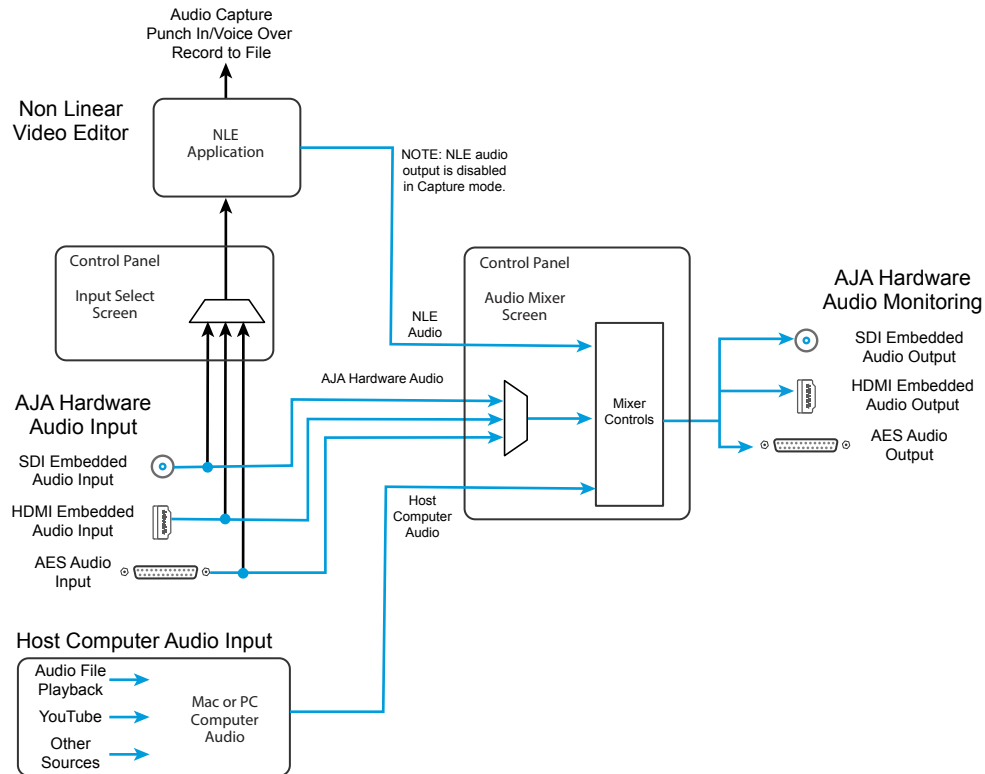 Audio Capture
Punch In/Voice Over
Record to File
Non Linear
Video Editor
NLE
Application
NOTE: NLE audio
output is disabled
in Capture mode.
Control Panel
Input Select
Screen
Control Panel
Audio Mixer
Screen
NLE
Audio
AJA Hardware Audio
Mixer
Controls
Host
Computer
Audio
AJA Hardware
Audio Monitoring
SDI Embedded
Audio Output
HDMI Embedded
Audio Output
AES Audio
Output
AJA Hardware
Audio Input
SDI Embedded
Audio Input
HDMI Embedded
Audio Input
AES Audio
Input
Host Computer Audio Input
Audio File
Playback
YouTube
Other
Sources
Mac or PC
Computer
Audio